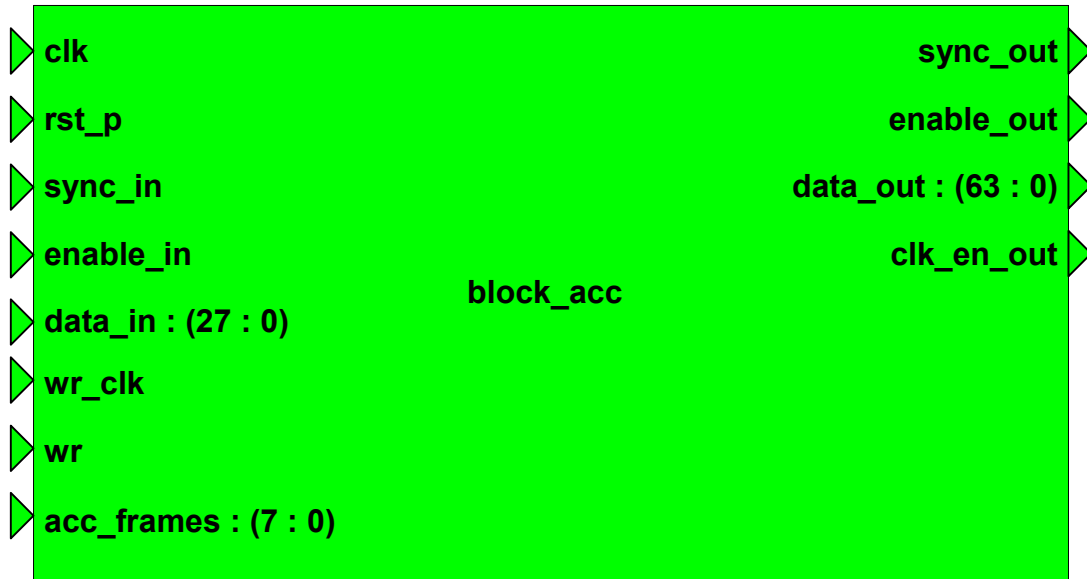 clk
rst_p
sync_in
enable_in
data_in : (27 : 0)
wr_clk
wr
acc_frames : (7 : 0)
block_acc
sync_out
enable_out
data_out : (63 : 0)
clk_en_out